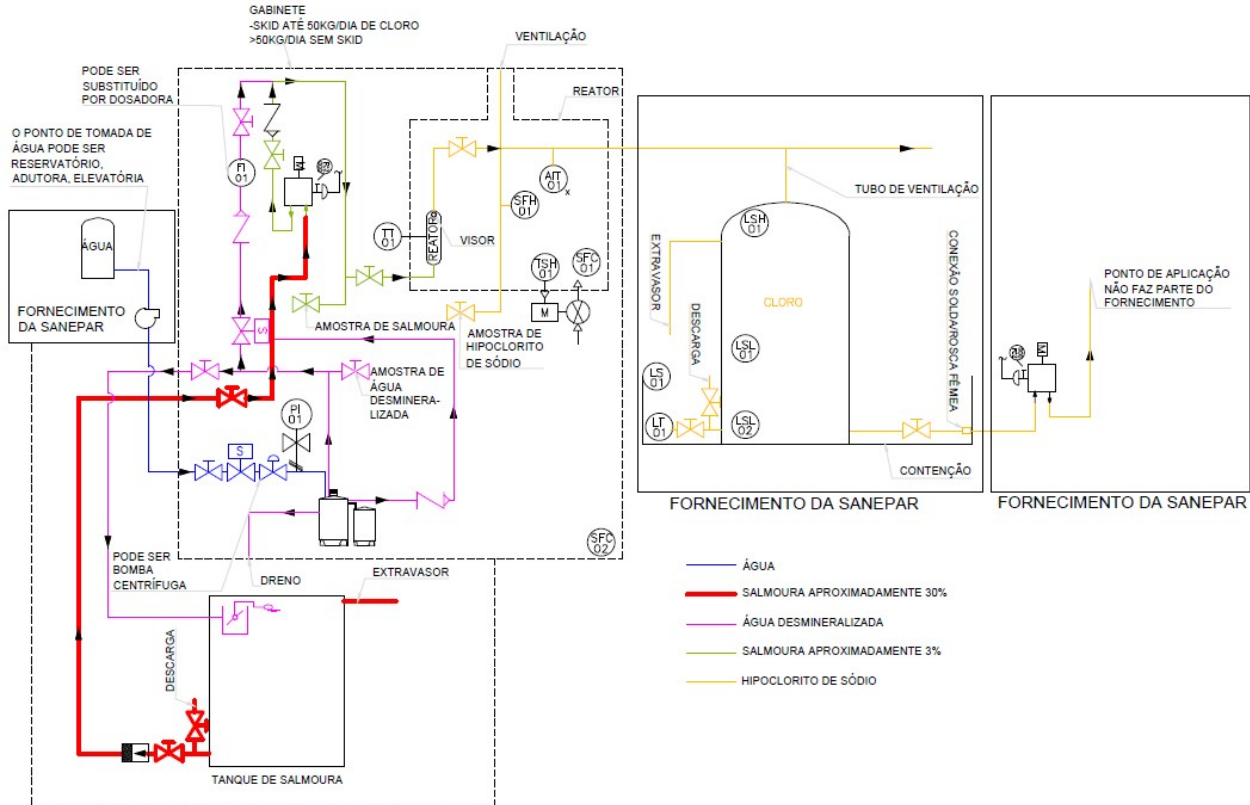 GABINETE
-SKID ATÉ 50KG/DIA DE CLORO
>50KG/DIA SEM SKID
VENTILAÇÃO
PODE SER
SUBSTITUÍDO
POR DOSADORA
REATOR
O PONTO DE TOMADA DE
ÁGUA PODE SER
RESERVATÓRIO,
ADUTORA, ELEVATÓRIA
FI
01
M
AIT
01
X
SFH
01
TT
01
REATOR
VISOR
TSH
01
SFC
01
M
ÁGUA
FORNECIMENTO
DA SANEPAR
S
AMOSTRA DE SALMOURA
AMOSTRA DE
HIPOCLORITO
DE SÓDIO
AMOSTRA DE
ÁGUA
DESMINERA-
LIZADA
PI
01
S
SFC
02
PODE SER
BOMBA
CENTRÍFUGA
DRENO
EXTRAVASOR
DESCARGA
TANQUE DE SALMOURA
TUBO DE VENTILAÇÃO
LSH
01
EXTRAVASOR
CLORO
DESCARGA
LSL
01
LS
01
LT
01
LSL
02
CONEXÃO SOLDA/ROSCA FÊMEA
CONTENÇÃO
FORNECIMENTO DA SANEPAR
PONTO DE APLICAÇÃO
NÃO FAZ PARTE DO
FORNECIMENTO
M
FORNECIMENTO DA SANEPAR
ÁGUA
SALMOURA APROXIMADAMENTE 30%
ÁGUA DESMINERALIZADA
SALMOURA APROXIMADAMENTE 3%
HIPOCLORITO DE SÓDIO